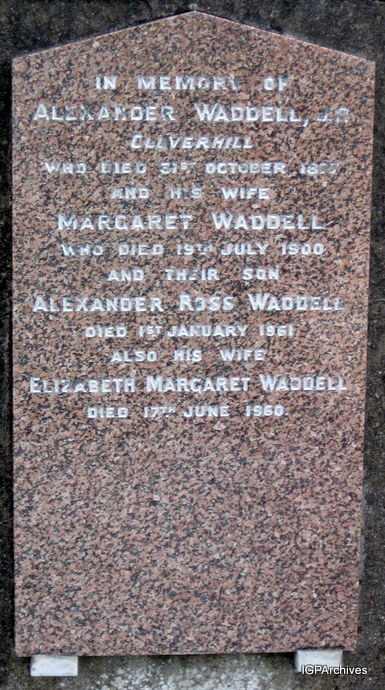 IN MEMORY OF
ALEXANDER WADDELL, J.P.
WHO DIED 31ST OCTOBER,
AND HIS WIFE
MARGARET WADDELL
WHO DIED 19TH JULY 1900
AND THEIR SON
ALEXANDER ROSS WADDELL
DIED 1ST JANUARY 1961
ALSO HIS WIFE
ELIZABETH MARGARET WADDELL
DIED 17TH JUNE 1960.
IGPArchives